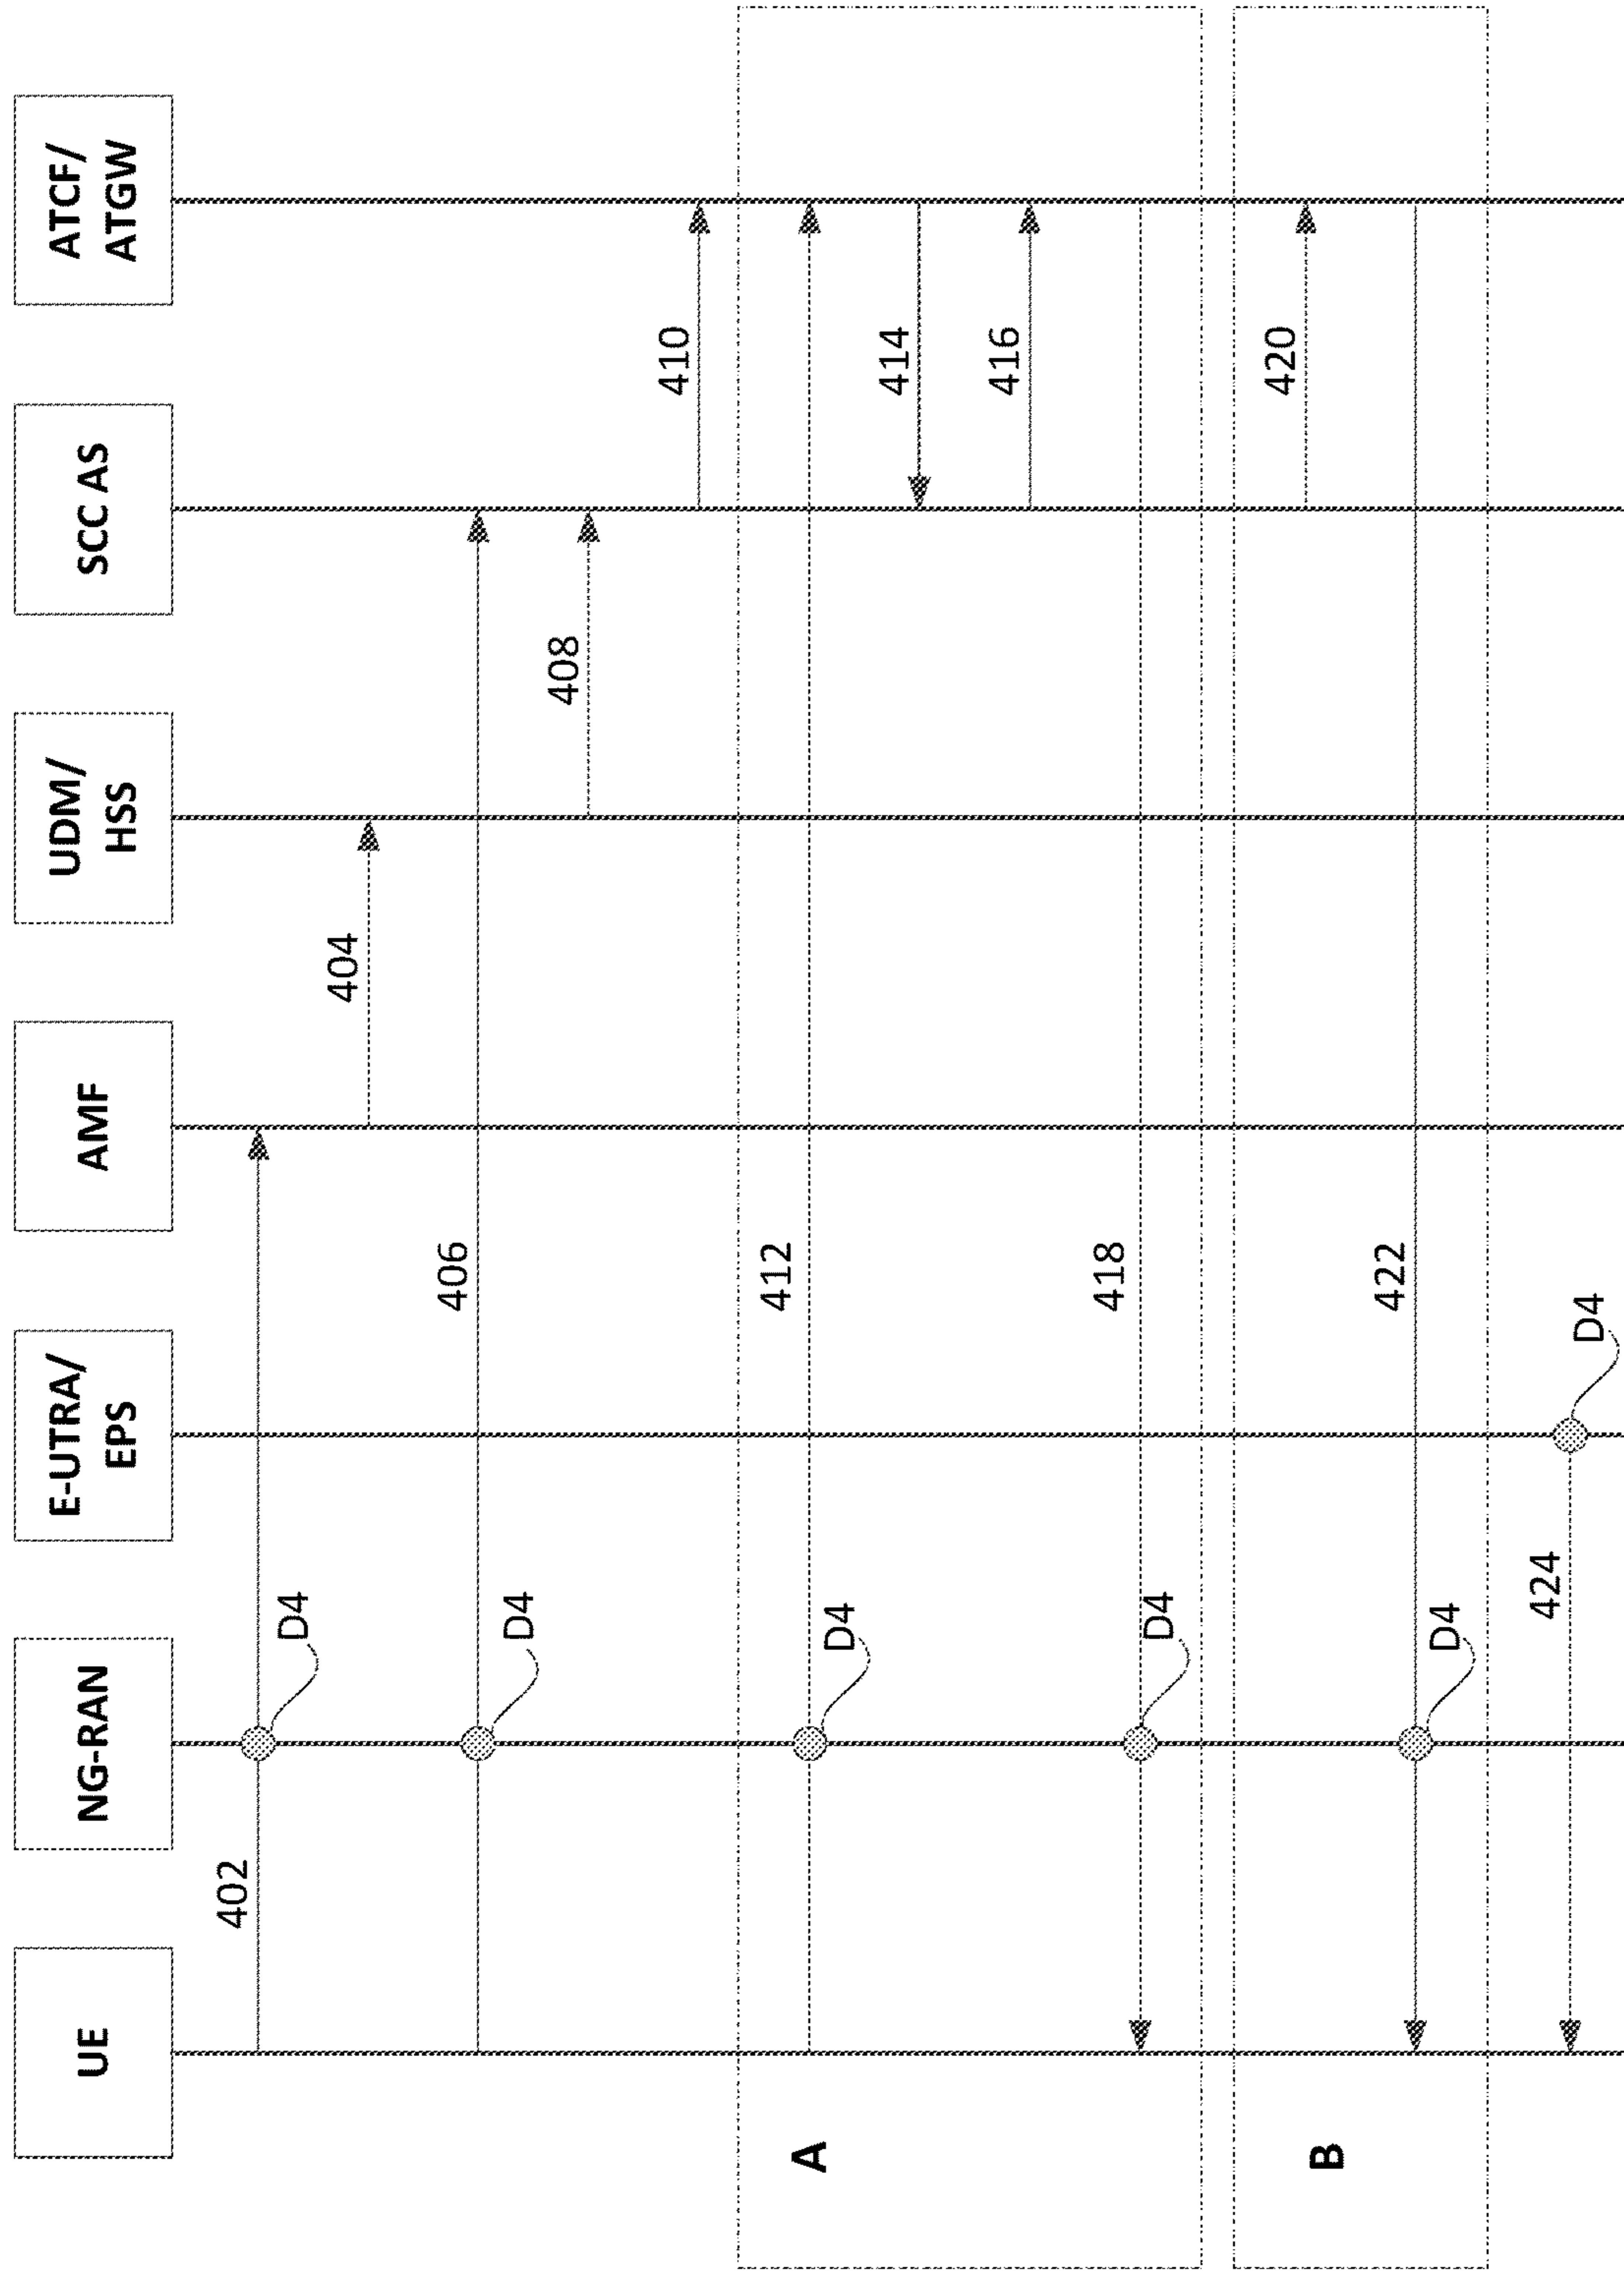 UE
NG-RAN
E-UTRA/
EPS
AMF
UDM/
HSS
SCC AS
ATCF/
ATGW
402
D4
404
406
D4
408
410
A
412
D4
414
416
418
D4
B
420
422
D4
424
D4